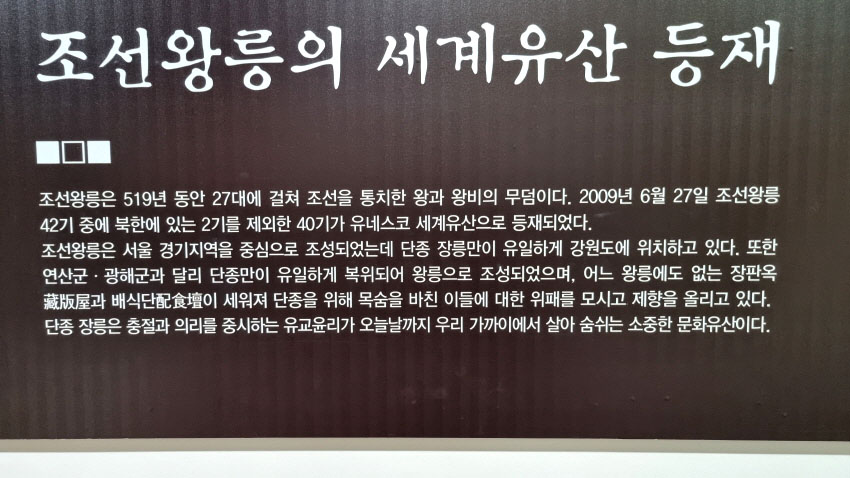 조선왕릉의 세계유산 등재
조선왕릉은 519년 동안 27대에 걸쳐 조선을 통치한 왕과 왕비의 무덤이다. 2009년 6월 27일 조선왕릉
42기 중에 북한에 있는 2기를 제외한 40기가 유네스코 세계유산으로 등재되었다.
조선왕릉은 서울 경기지역을 중심으로 조성되었는데 단종 장릉만이 유일하게 강원도에 위치하고 있다. 또한
연산군 · 광해군과 달리 단종만이 유일하게 복위되어 왕릉으로 조성되었으며, 어느 왕릉에도 없는 장판옥
藏版屋과 배식단配食壇이 세워져 단종을 위해 목숨을 바친 이들에 대한 위패를 모시고 제향을 올리고 있다.
단종 장릉은 충절과 의리를 중시하는 유교윤리가 오늘날까지 우리 가까이에서 살아 숨쉬는 소중한 문화유산이다.